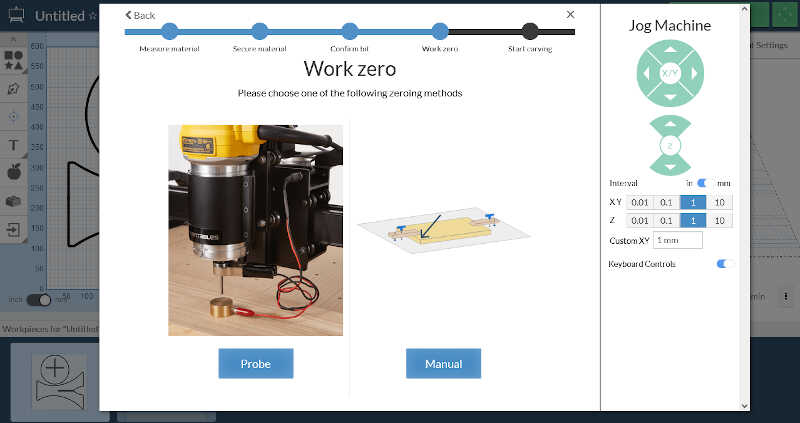 Untitled
Back
Measure material
Secure material
Confirm bit
Work zero
Start carving
Work zero
Please choose one of the following zeroing methods
Probe
Manual
Jog Machine
X/Y
Z
Interval in mm
XY 0.01 0.1 1 10
Z 0.01 0.1 1 10
Custom XY 1 mm
Keyboard Controls
Settings
600
550
500
450
400
350
300
250
200
150
100
50
0
50 100
inch mm
min
Workpieces for "Untitled"